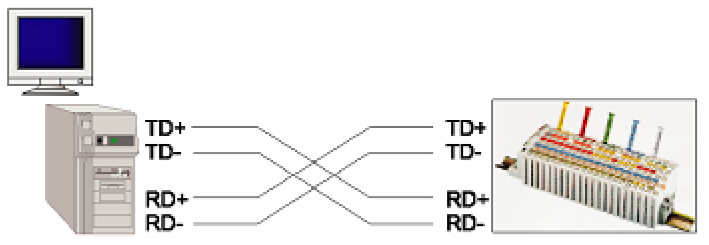 TD+ TD+
TD- TD-
RD+ RD+
RD- RD-